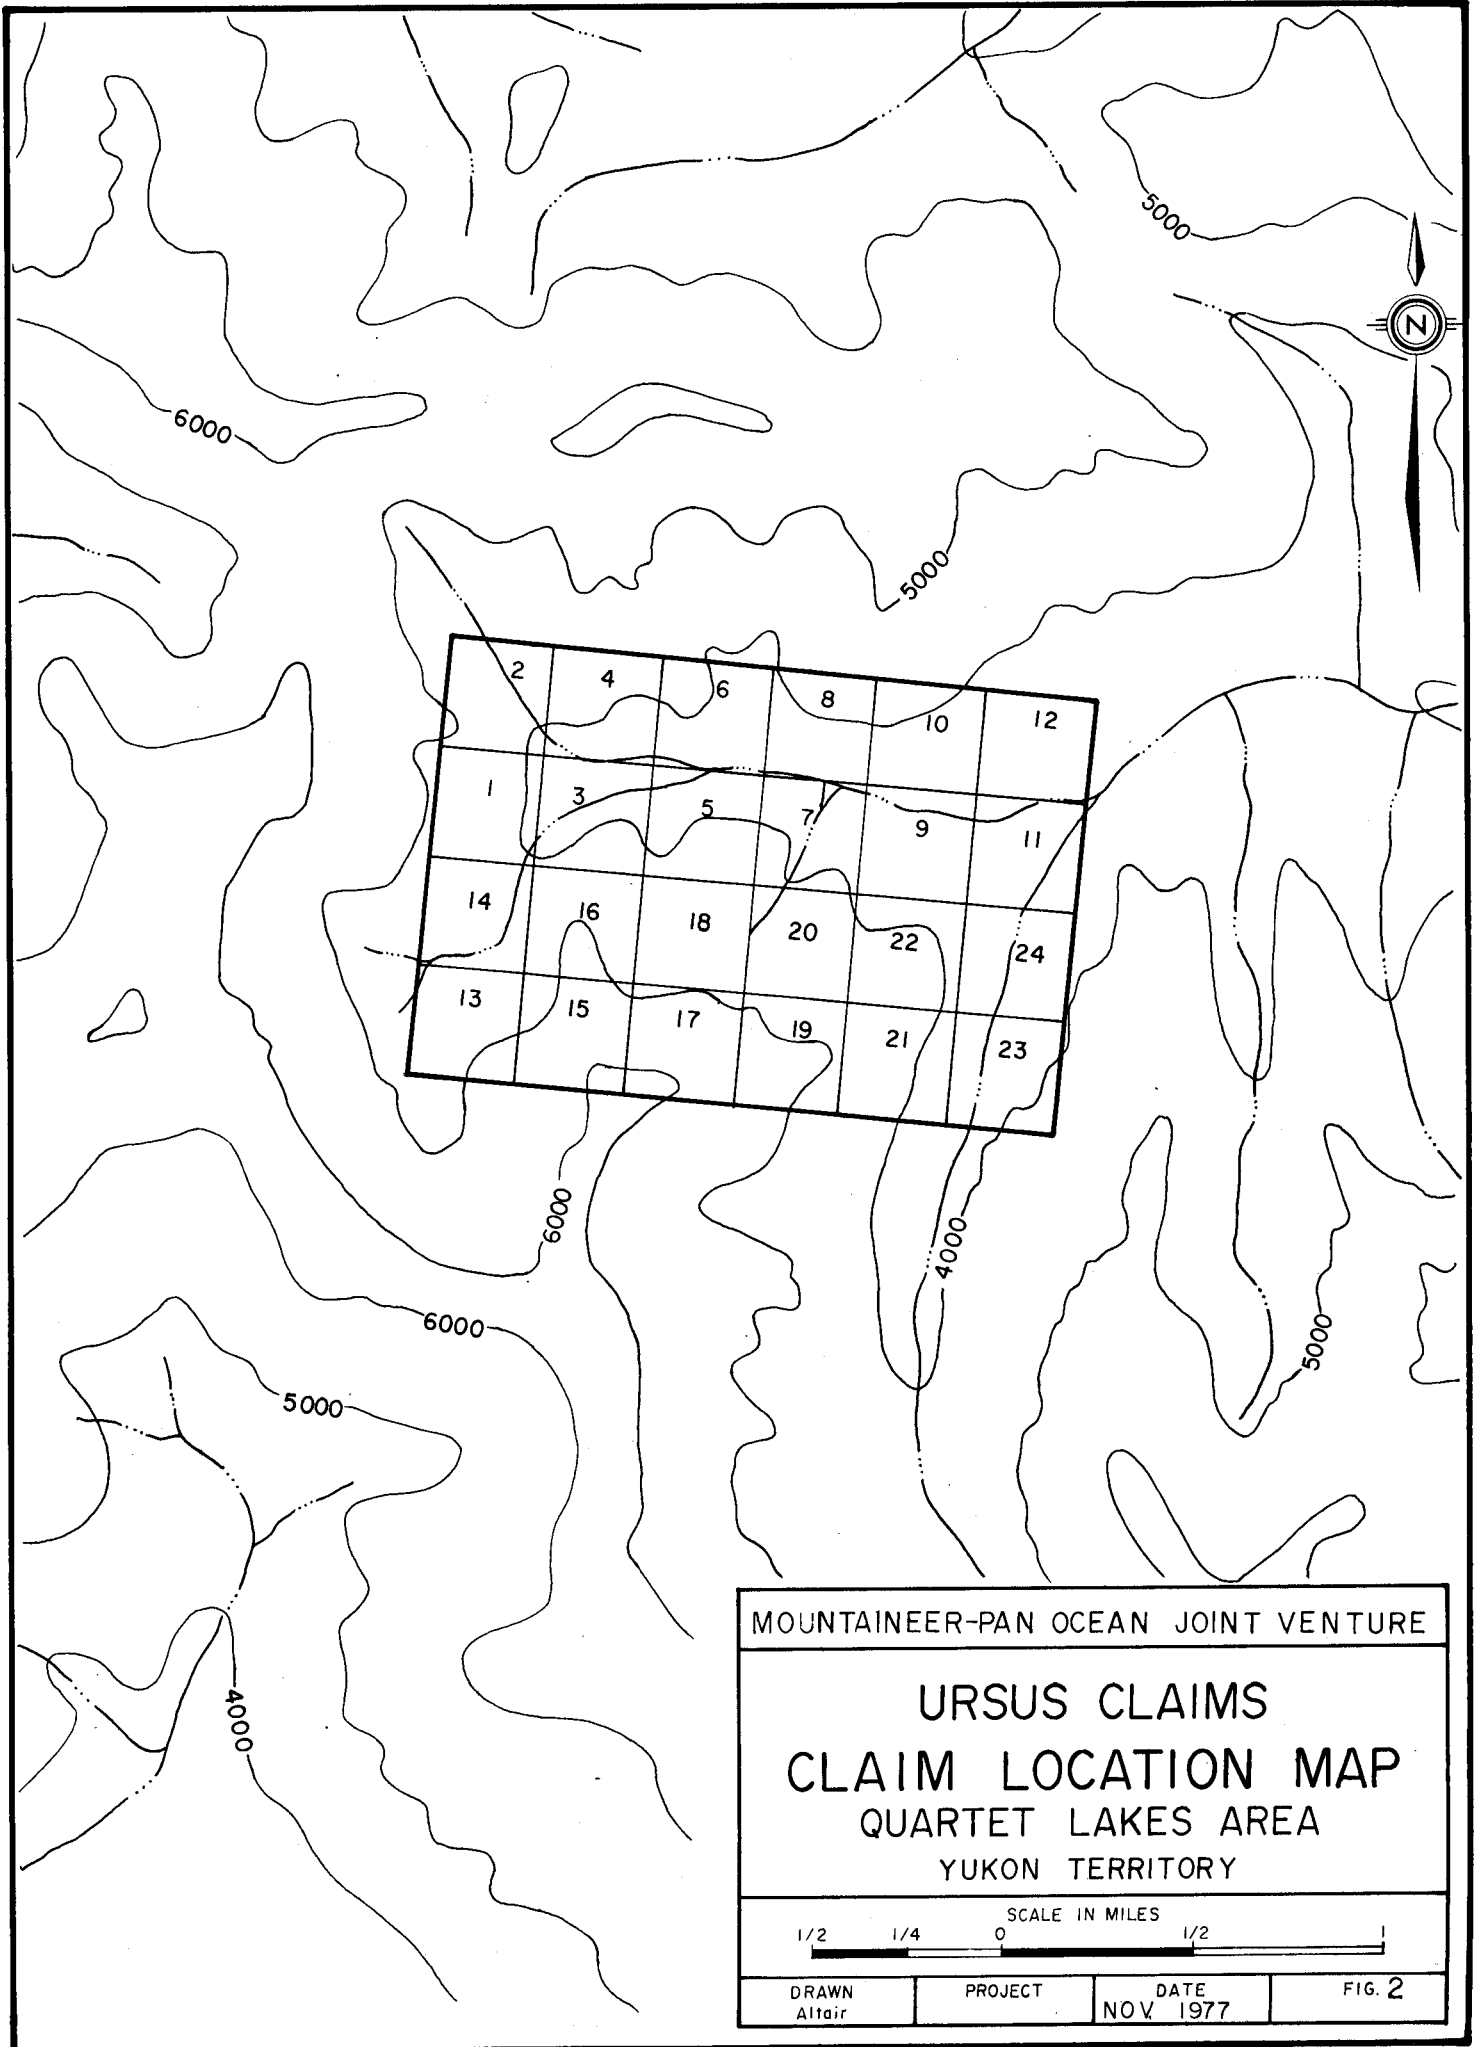 5000
N
6000
5000
2
4
6
8
10
12
1
3
5
7
9
11
14
16
18
20
22
24
13
15
17
19
21
23
6000
4000
6000
5000
5000
4000
MOUNTAINEER-PAN OCEAN JOINT VENTURE
URSUS CLAIMS
CLAIM LOCATION MAP
QUARTET LAKES AREA
YUKON TERRITORY
SCALE IN MILES
1/2 1/4 0 1/2 1
DRAWN
Altair
PROJECT
DATE
NOV. 1977
FIG. 2